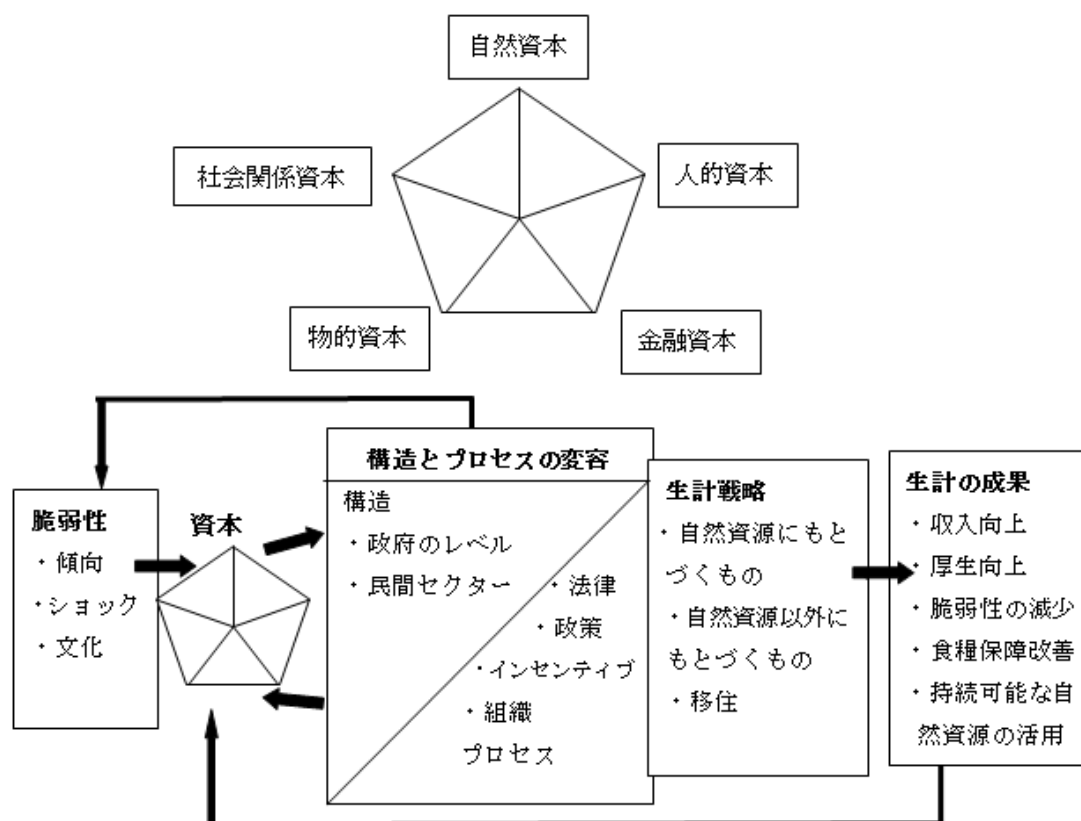 自然資本
社会関係資本
人的資本
物的資本
金融資本
脆弱性
・傾向
・ショック
・文化
資本
構造とプロセスの変容
構造
・政府のレベル
・民間セクター
・法律
・政策
・インセンティブ
・組織
プロセス
生計戦略
・自然資源にもと
づくもの
・自然資源以外に
もとづくもの
・移住
生計の成果
・収入向上
・厚生向上
・脆弱性の減少
・食糧保障改善
・持続可能な自
然資源の活用